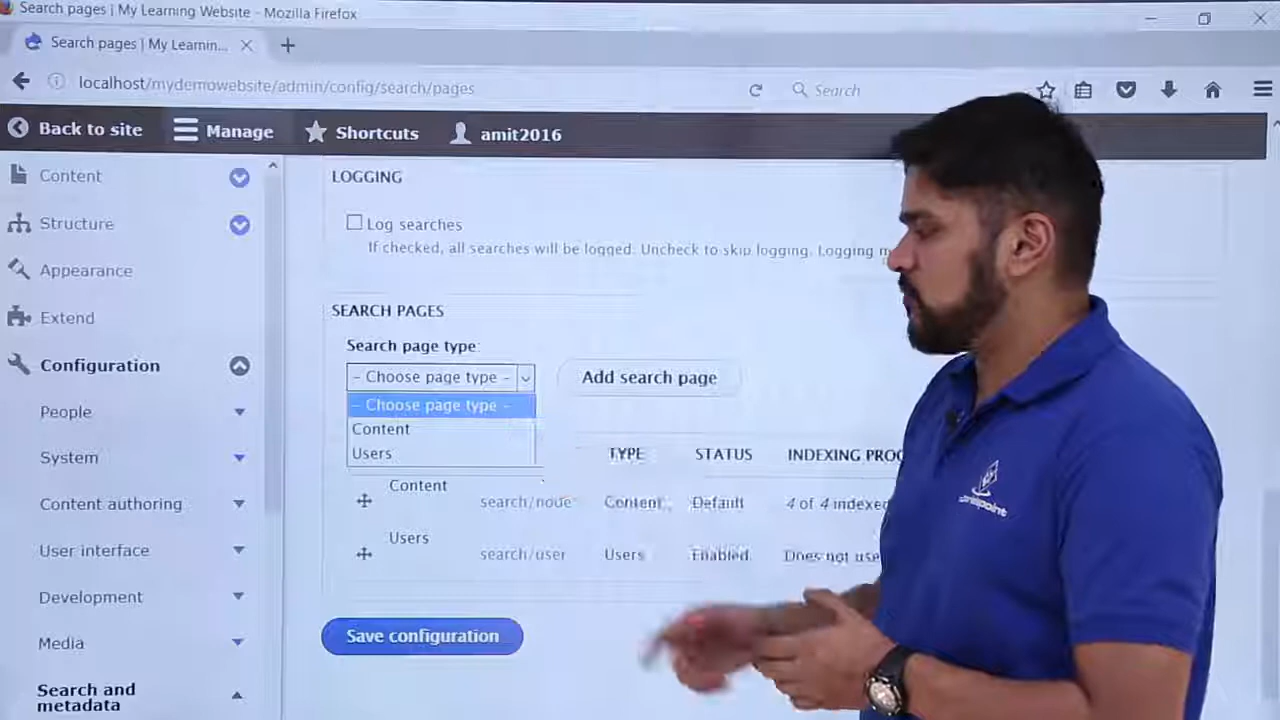 Search pages | My Learning Website - Mozilla Firefox
Search pages | My Learnin...
localhost/mydemowebsite/admin/config/search/pages
Search
Back to site
Manage
Shortcuts
amit2016
Content
Structure
Appearance
Extend
Configuration
People
System
Content authoring
User interface
Development
Media
Search and
metadata
LOGGING
Log searches
If checked, all searches will be logged. Uncheck to skip logging. Logging
SEARCH PAGES
Search page type:
- Choose page type -
Add search page
- Choose page type -
Content
Users
TYPE STATUS INDEXING
Content search/node Content Default 4 of 4 indexed
Users search/user Users Enabled Does not use
Save configuration